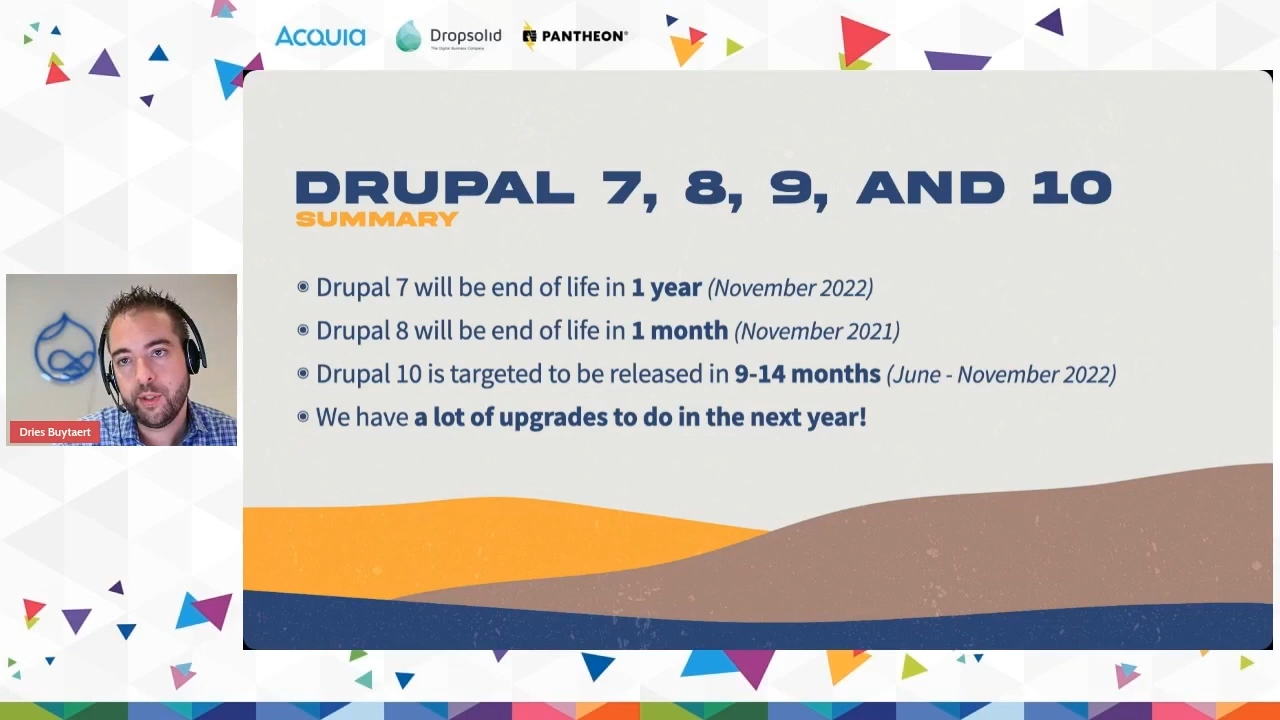 Acquia
Dropsolid
The Digital Business Company
PANTHEON®
DRUPAL 7, 8, 9, AND 10
SUMMARY
Drupal 7 will be end of life in 1 year (November 2022)
Drupal 8 will be end of life in 1 month (November 2021)
Drupal 10 is targeted to be released in 9-14 months (June - November 2022)
We have a lot of upgrades to do in the next year!
Dries Buytaert